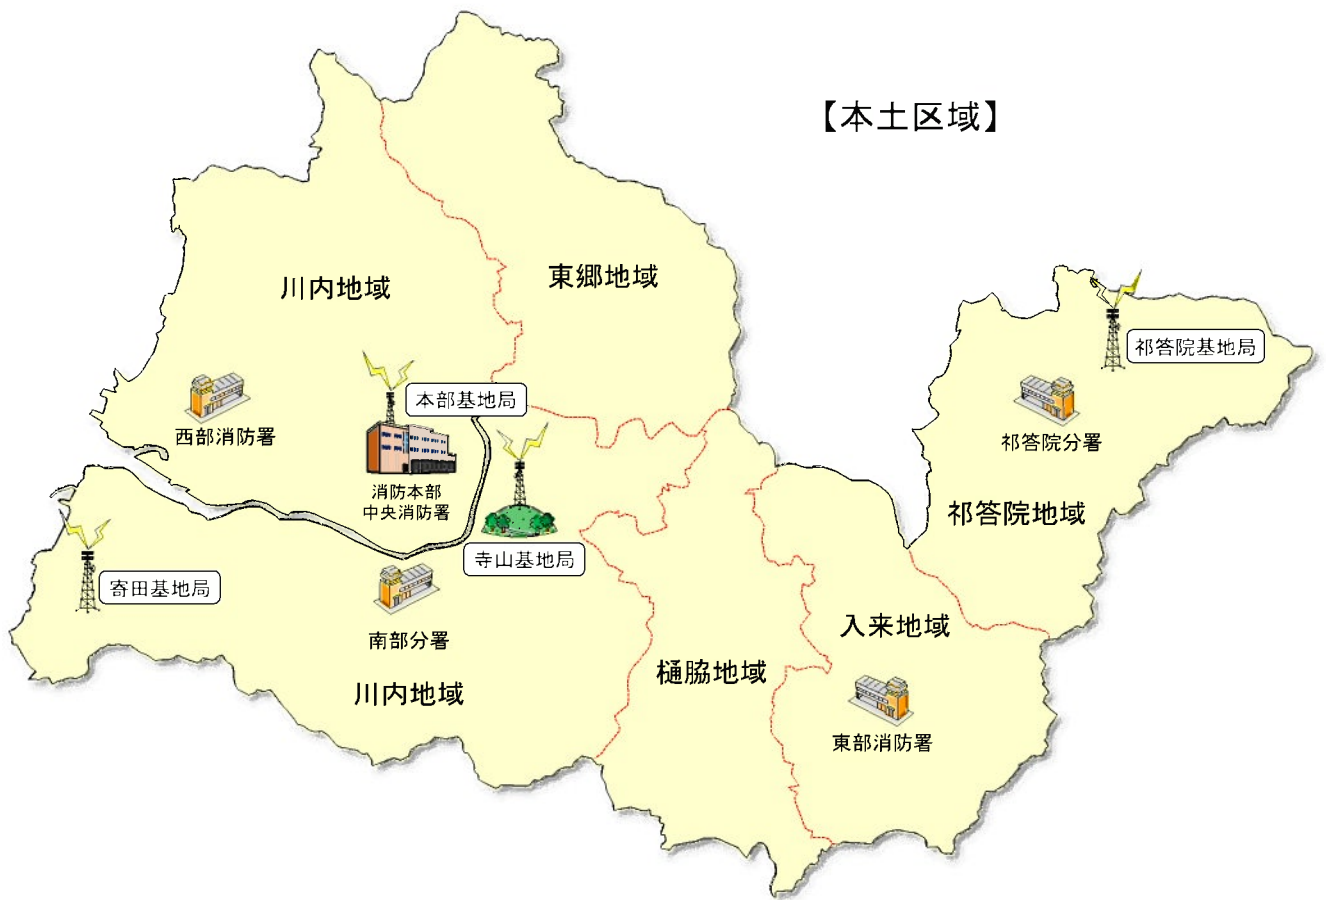 【本土区域】
川内地域
東郷地域
祁答院基地局
本部基地局
西部消防署
祁答院分署
消防本部
中央消防署
祁答院地域
寺山基地局
寄田基地局
南部分署
入来地域
樋脇地域
川内地域
東部消防署